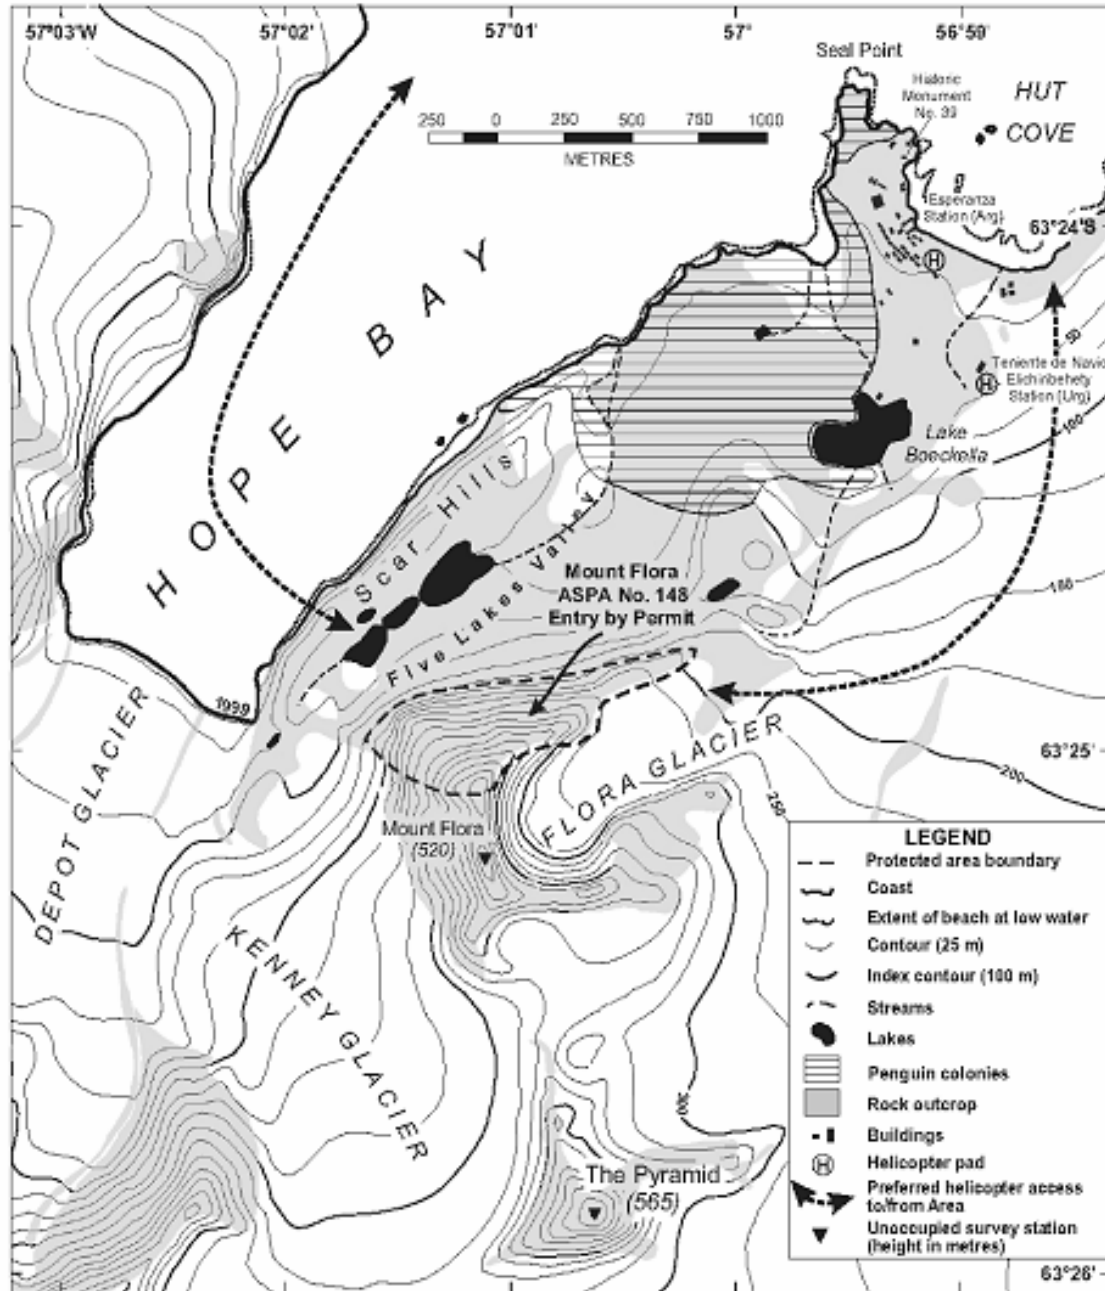 57°03'W
57°02'
57°01'
57°
56°59'
Seal Point
Historic
Monument
No. 39
HUT
COVE
250 0 250 500 750 1000
METRES
Esperanza
Station (Arg)
63°24'S
HOPE BAY
50
Teniente de Navio
Elichiribehety
Station (Urg)
100
Lake
Boeckella
Scar Hills
Five Lakes Valley
Mount Flora
ASPA No. 148
Entry by Permit
1999
DEPOT GLACIER
FLORA GLACIER
63°25'
200
250
Mount Flora
(520)
KENNEY GLACIER
300
The Pyramid
(565)
LEGEND
Protected area boundary
Coast
Extent of beach at low water
Contour (25 m)
Index contour (100 m)
Streams
Lakes
Penguin colonies
Rock outcrop
Buildings
H
Helicopter pad
Preferred helicopter access
to/from Area
Unoccupied survey station
(height in metres)
63°26'